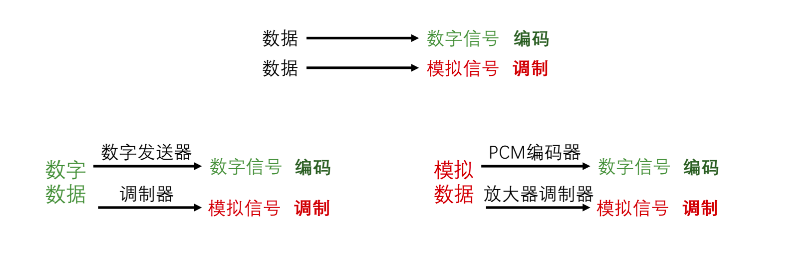 数据 数字信号 编码
数据 模拟信号 调制
数字发送器
数字 数字信号 编码
数据 调制器
模拟信号 调制
PCM编码器
模拟 数字信号 编码
数据 放大器调制器
模拟信号 调制